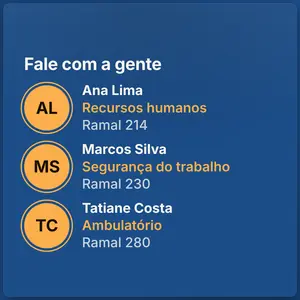 Fale com a gente
AL
Ana Lima
Recursos humanos
Ramal 214
MS
Marcos Silva
Segurança do trabalho
Ramal 230
TC
Tatiane Costa
Ambulatório
Ramal 280